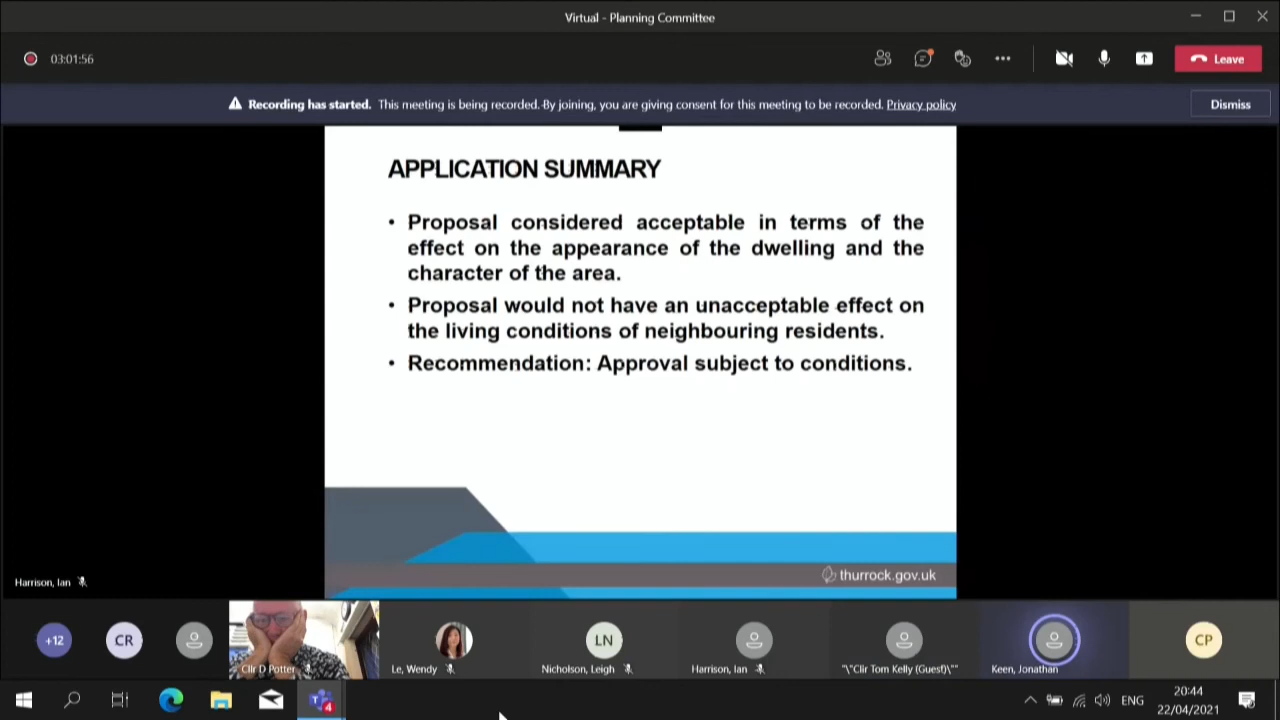 Virtual - Planning Committee
03:01:56
Leave
Recording has started. This meeting is being recorded. By joining, you are giving consent for this meeting to be recorded. Privacy policy
Dismiss
APPLICATION SUMMARY
• Proposal considered acceptable in terms of the
effect on the appearance of the dwelling and the
character of the area.
• Proposal would not have an unacceptable effect on
the living conditions of neighbouring residents.
• Recommendation: Approval subject to conditions.
thurrock.gov.uk
Harrison, Ian
+12
CR
LN
CP
Cllr D Potter
Le, Wendy
Nicholson, Leigh
Harrison, Ian
"\"Cllr Tom Kelly (Guest)\""
Keen, Jonathan
4
ENG
20:44
22/04/2021